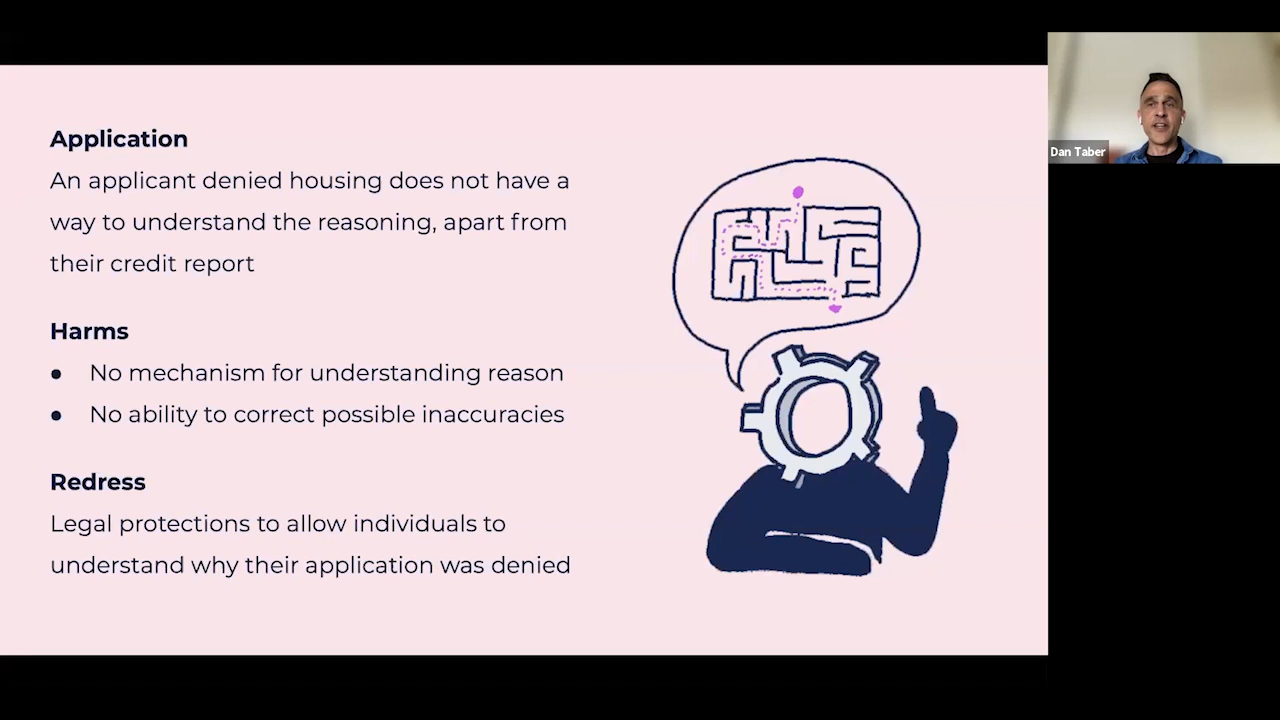 Application
An applicant denied housing does not have a
way to understand the reasoning, apart from
their credit report
Harms
● No mechanism for understanding reason
● No ability to correct possible inaccuracies
Redress
Legal protections to allow individuals to
understand why their application was denied
Dan Taber